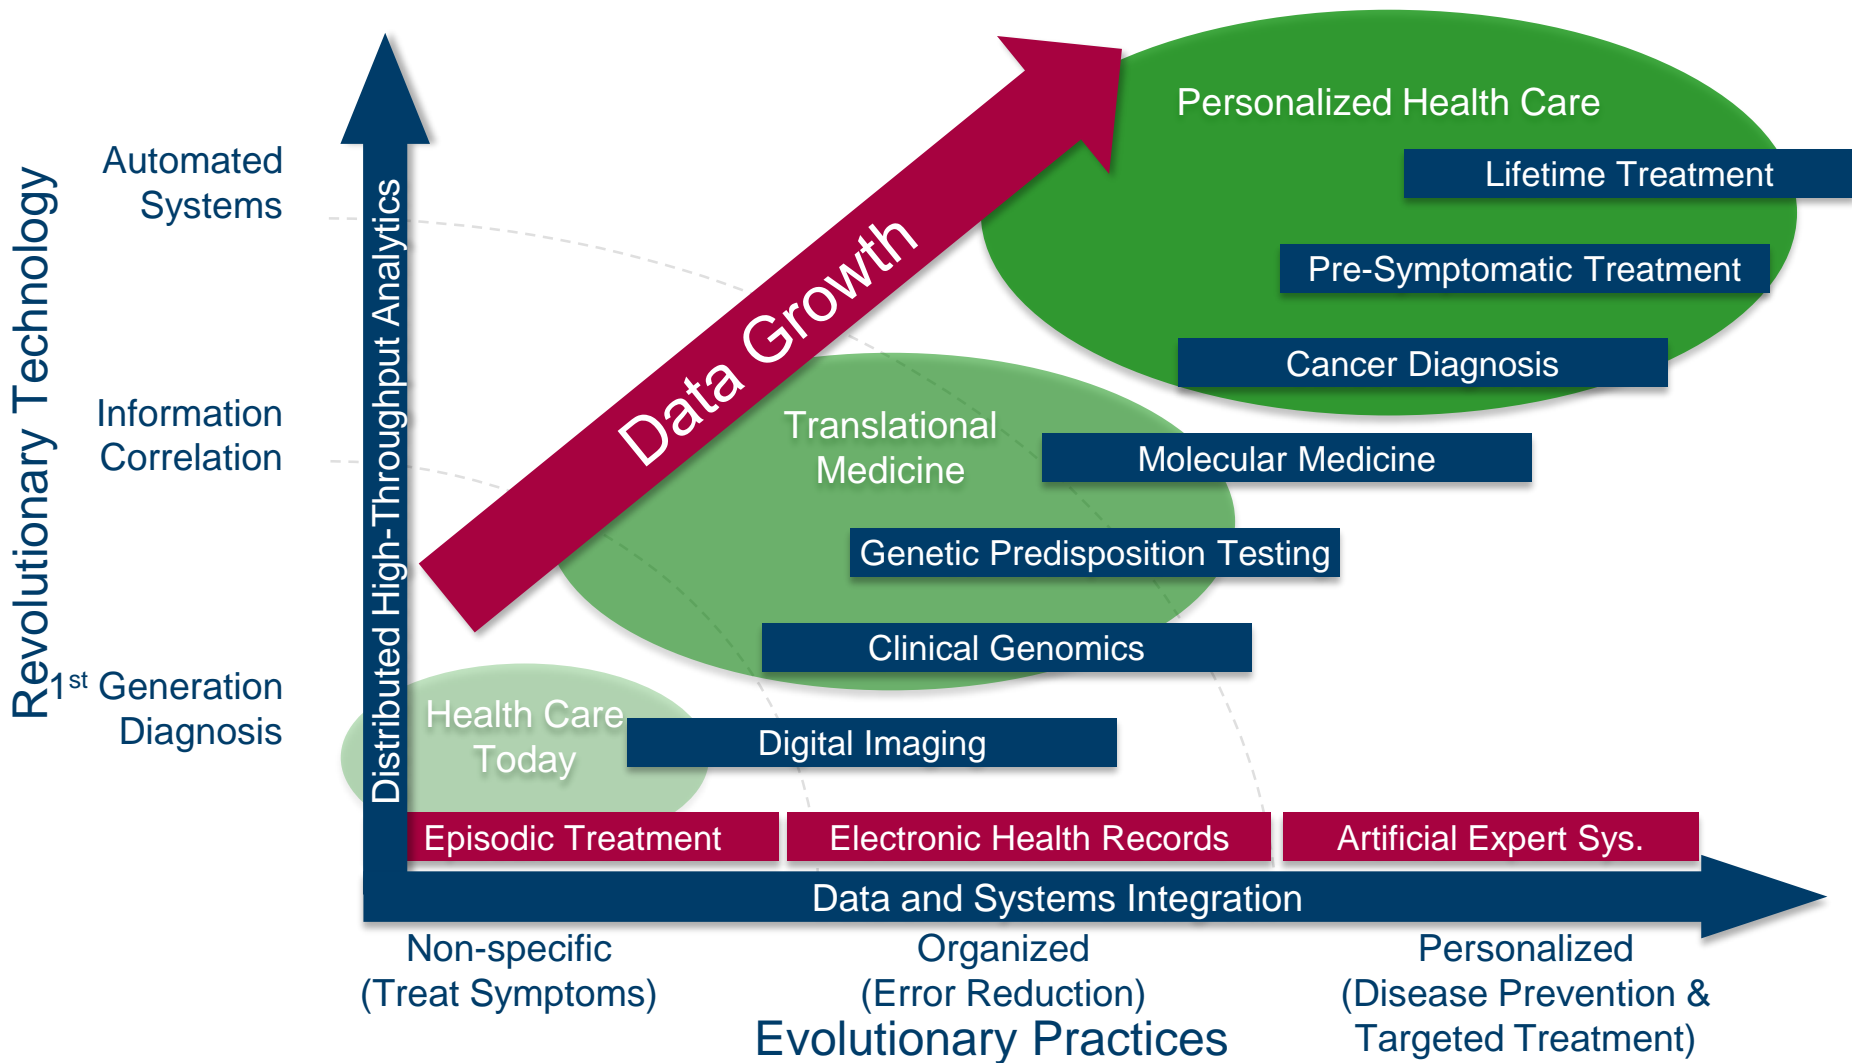 Revolutionary Technology
Automated
Systems
Information
Correlation
1st Generation
Diagnosis
Distributed High-Throughput Analytics
Data Growth
Personalized Health Care
Lifetime Treatment
Pre-Symptomatic Treatment
Cancer Diagnosis
Translational
Medicine
Molecular Medicine
Genetic Predisposition Testing
Clinical Genomics
Health Care
Today
Digital Imaging
Episodic Treatment
Electronic Health Records
Artificial Expert Sys.
Data and Systems Integration
Non-specific
(Treat Symptoms)
Organized
(Error Reduction)
Personalized
(Disease Prevention &
Targeted Treatment)
Evolutionary Practices